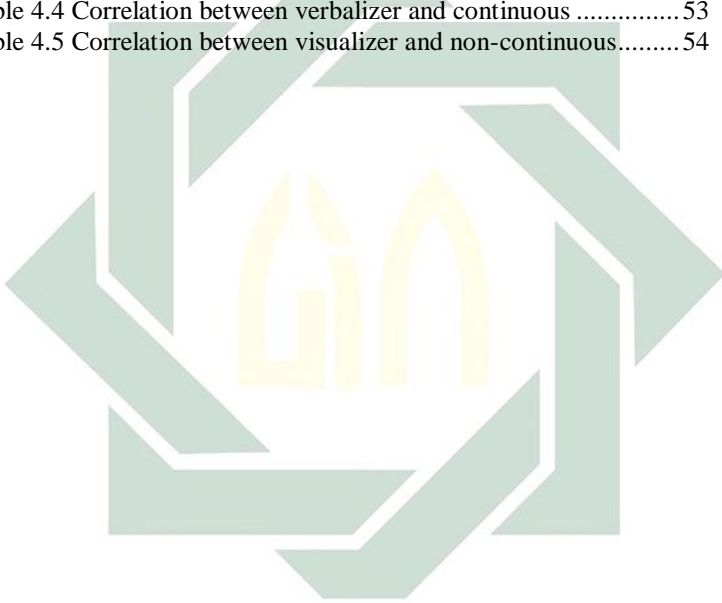 ble 4.4 Correlation between verbalizer and continuous ............... 53
ble 4.5 Correlation between visualizer and non-continuous......... 54